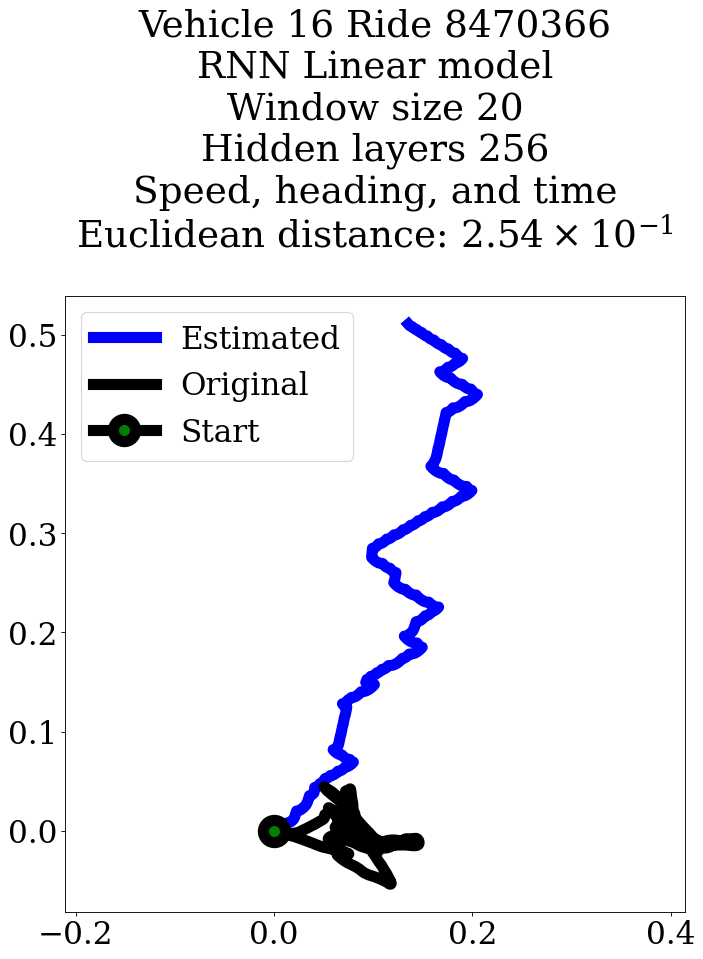 Vehicle 16 Ride 8470366
RNN Linear model
Window size 20
Hidden layers 256
Speed, heading, and time
Euclidean distance: 2.54 × 10⁻¹
Estimated
Original
Start
0.5
0.4
0.3
0.2
0.1
0.0
−0.2 0.0 0.2 0.4